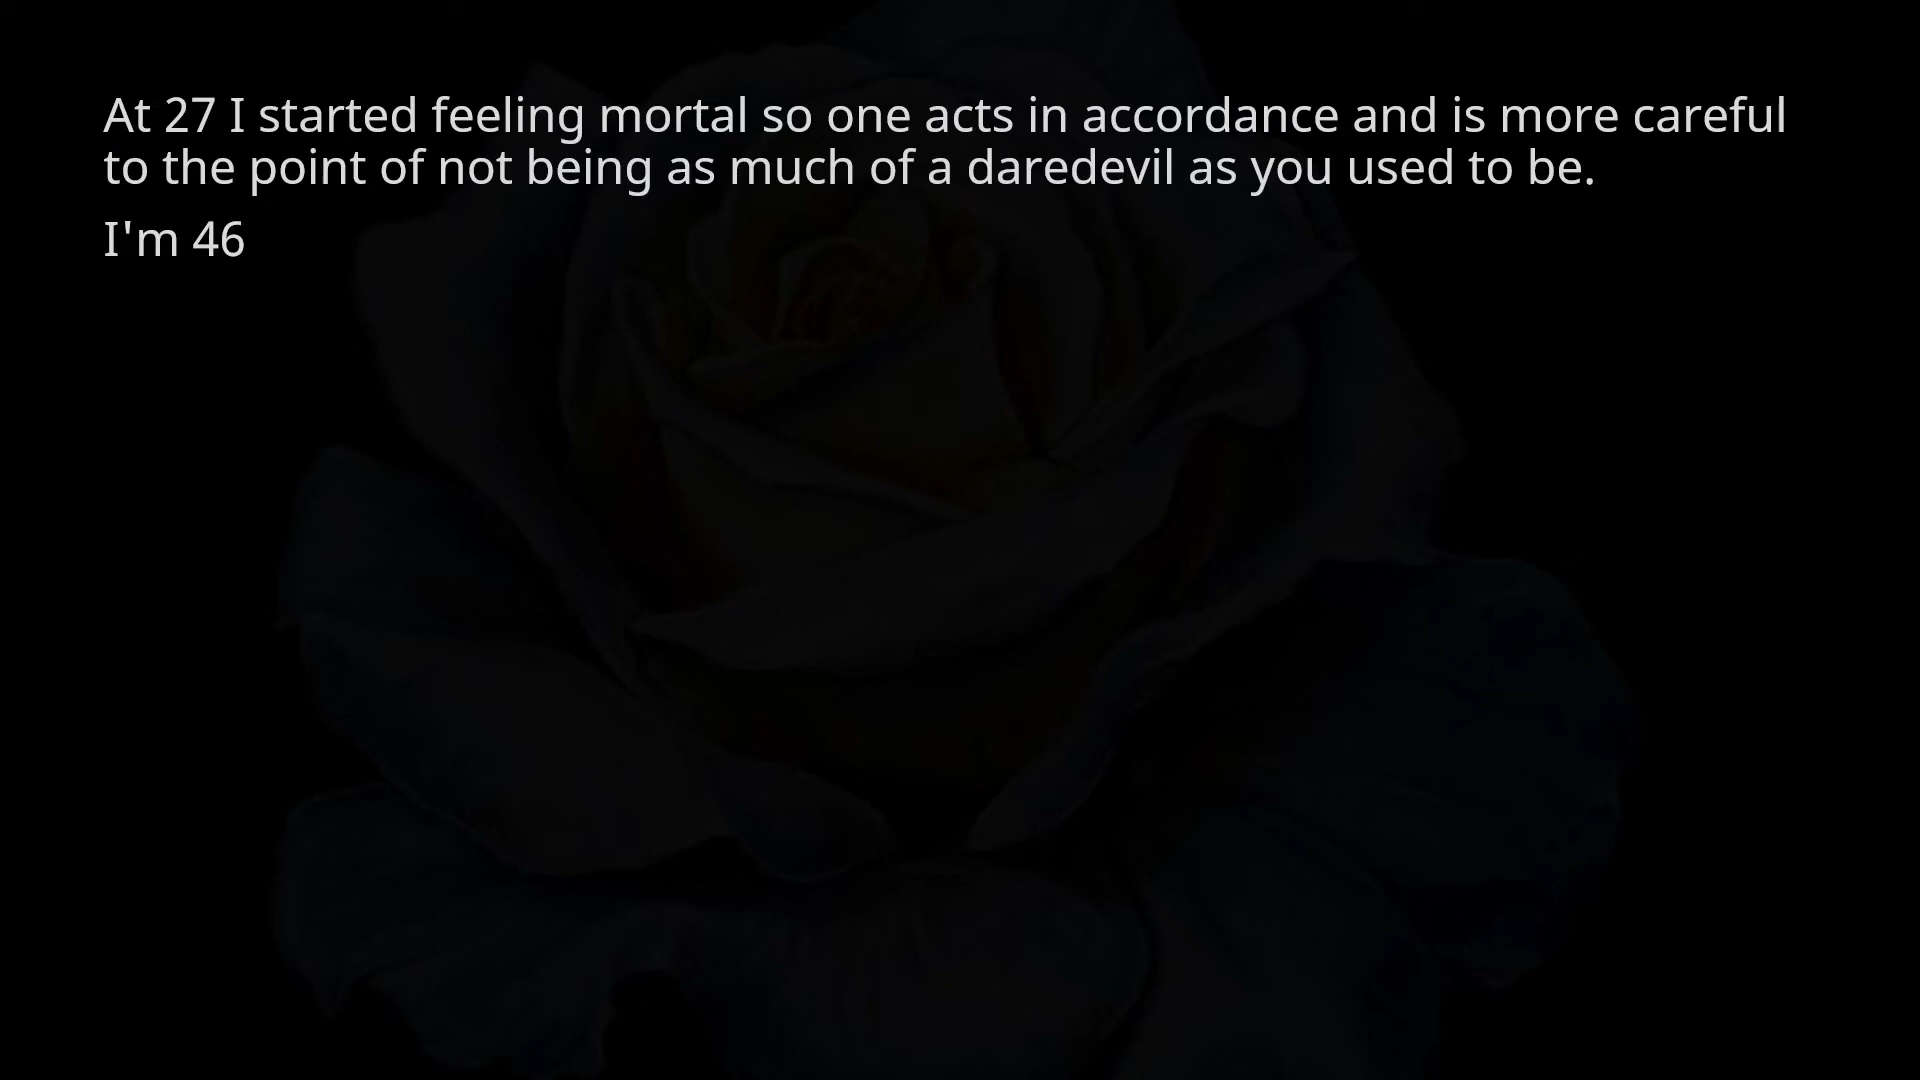 At 27 I started feeling mortal so one acts in accordance and is more careful
to the point of not being as much of a daredevil as you used to be.
I'm 46